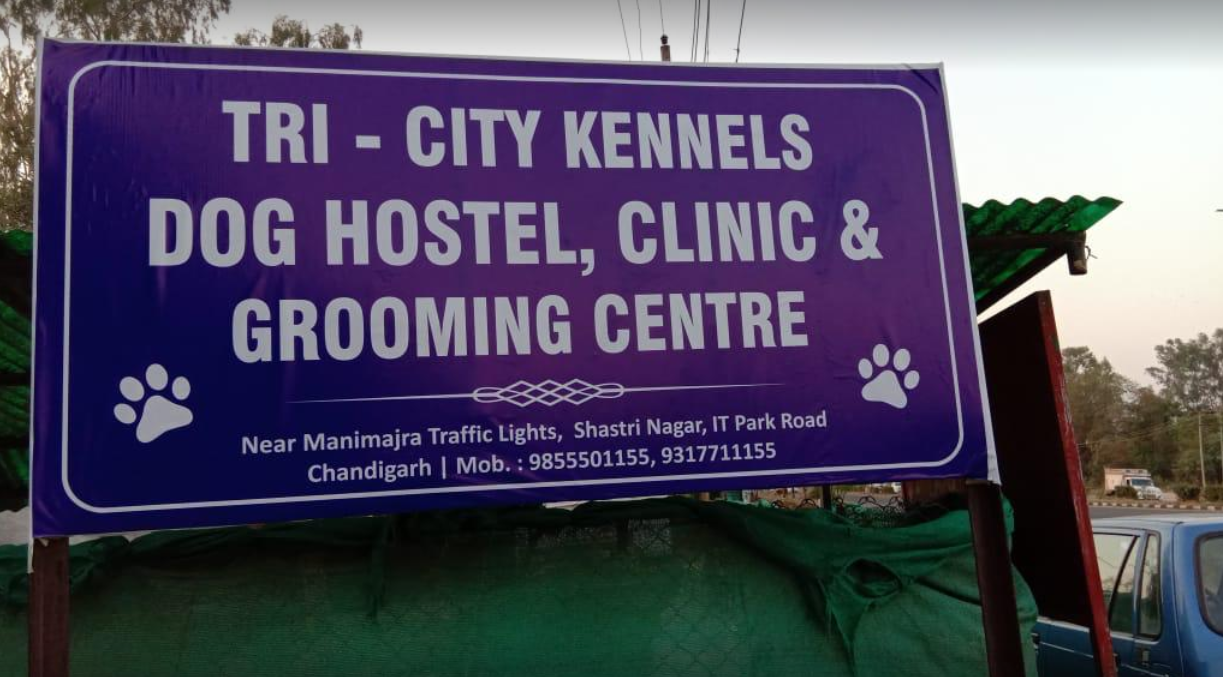 TRI - CITY KENNELS
DOG HOSTEL, CLINIC &
GROOMING CENTRE
Near Manimajra Traffic Lights, Shastri Nagar, IT Park Road
Chandigarh | Mob. : 9855501155, 9317711155